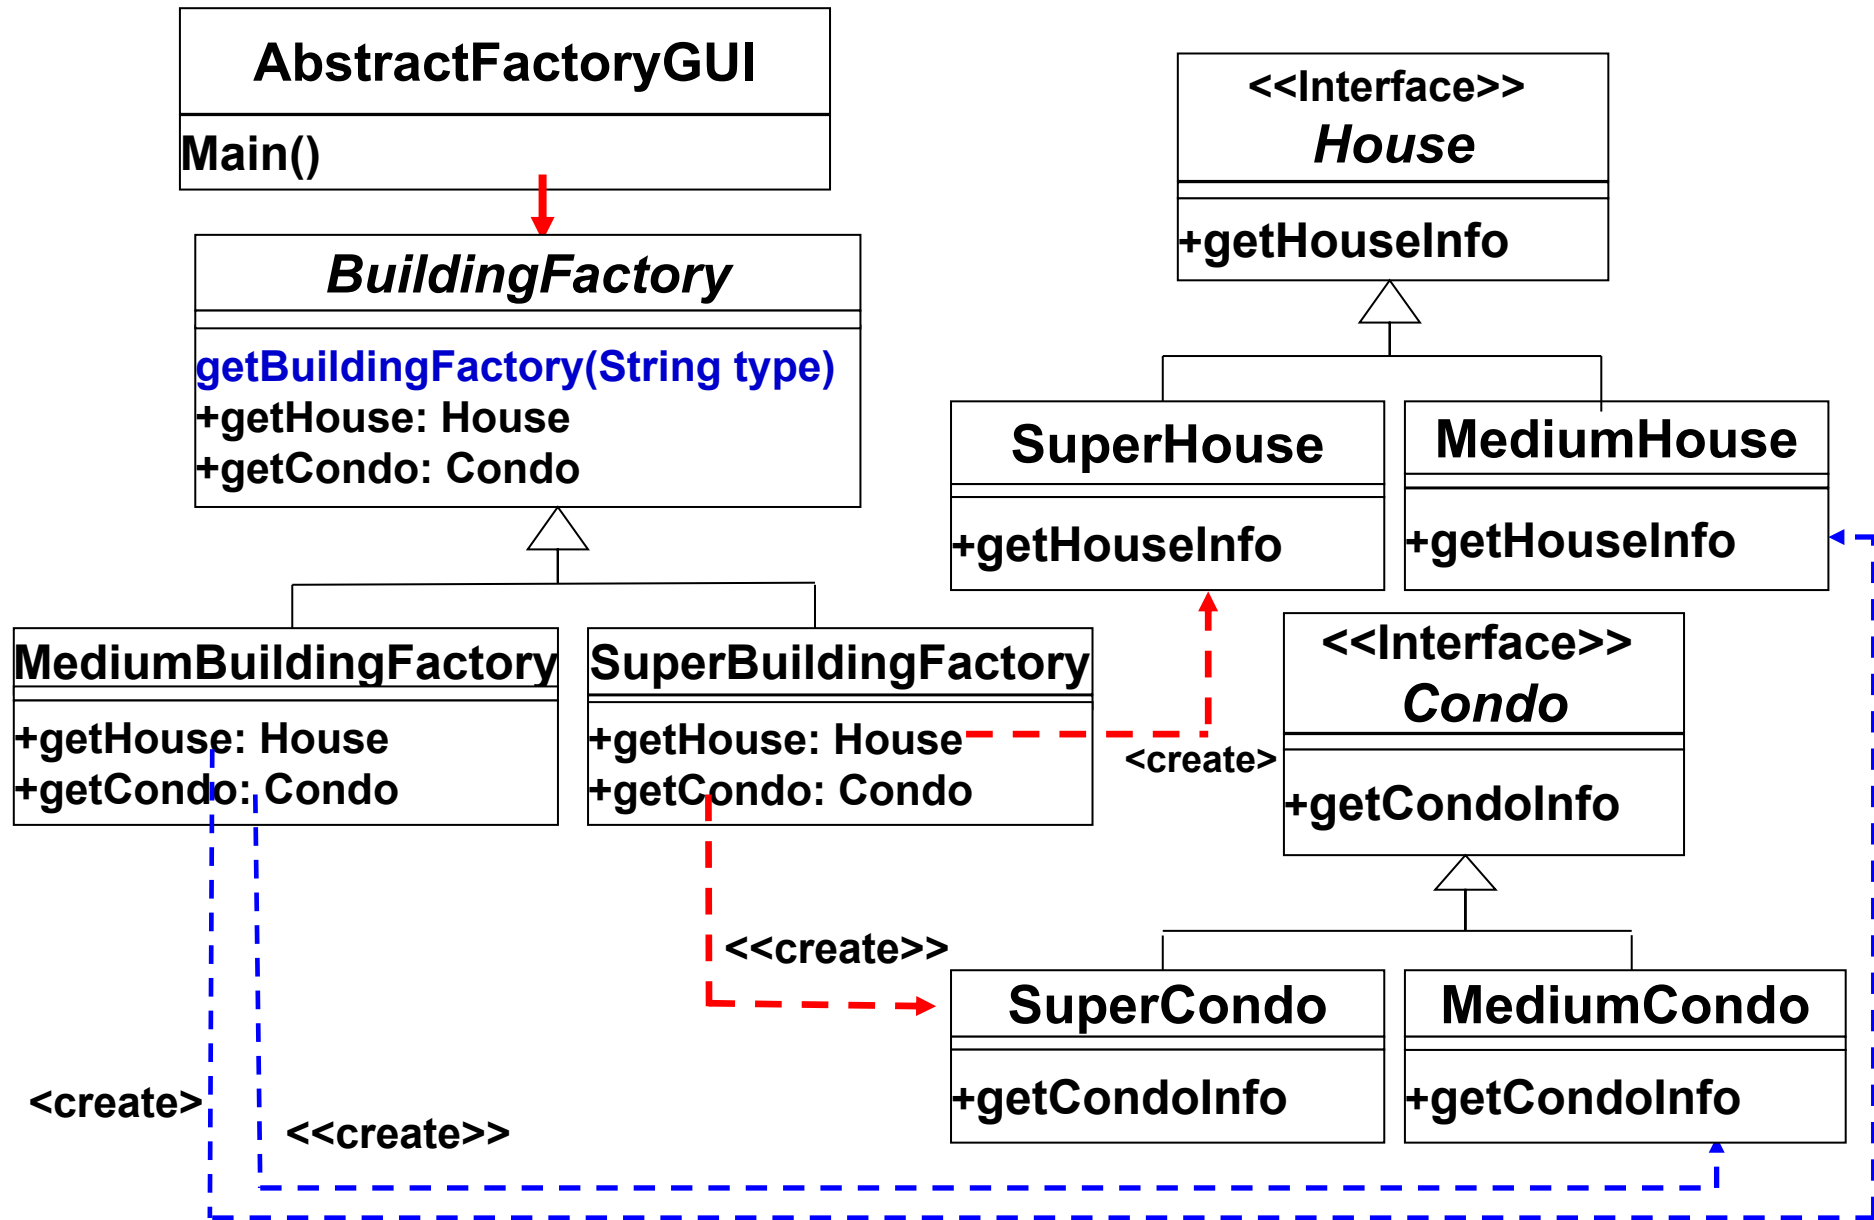 AbstractFactoryGUI
Main()
BuildingFactory
getBuildingFactory(String type)
+getHouse: House
+getCondo: Condo
MediumBuildingFactory
+getHouse: House
+getCondo: Condo
SuperBuildingFactory
+getHouse: House
+getCondo: Condo
<<Interface>>
House
+getHouseInfo
SuperHouse
+getHouseInfo
MediumHouse
+getHouseInfo
<create>
<<Interface>>
Condo
+getCondoInfo
<<create>>
SuperCondo
+getCondoInfo
MediumCondo
+getCondoInfo
<create>
<<create>>